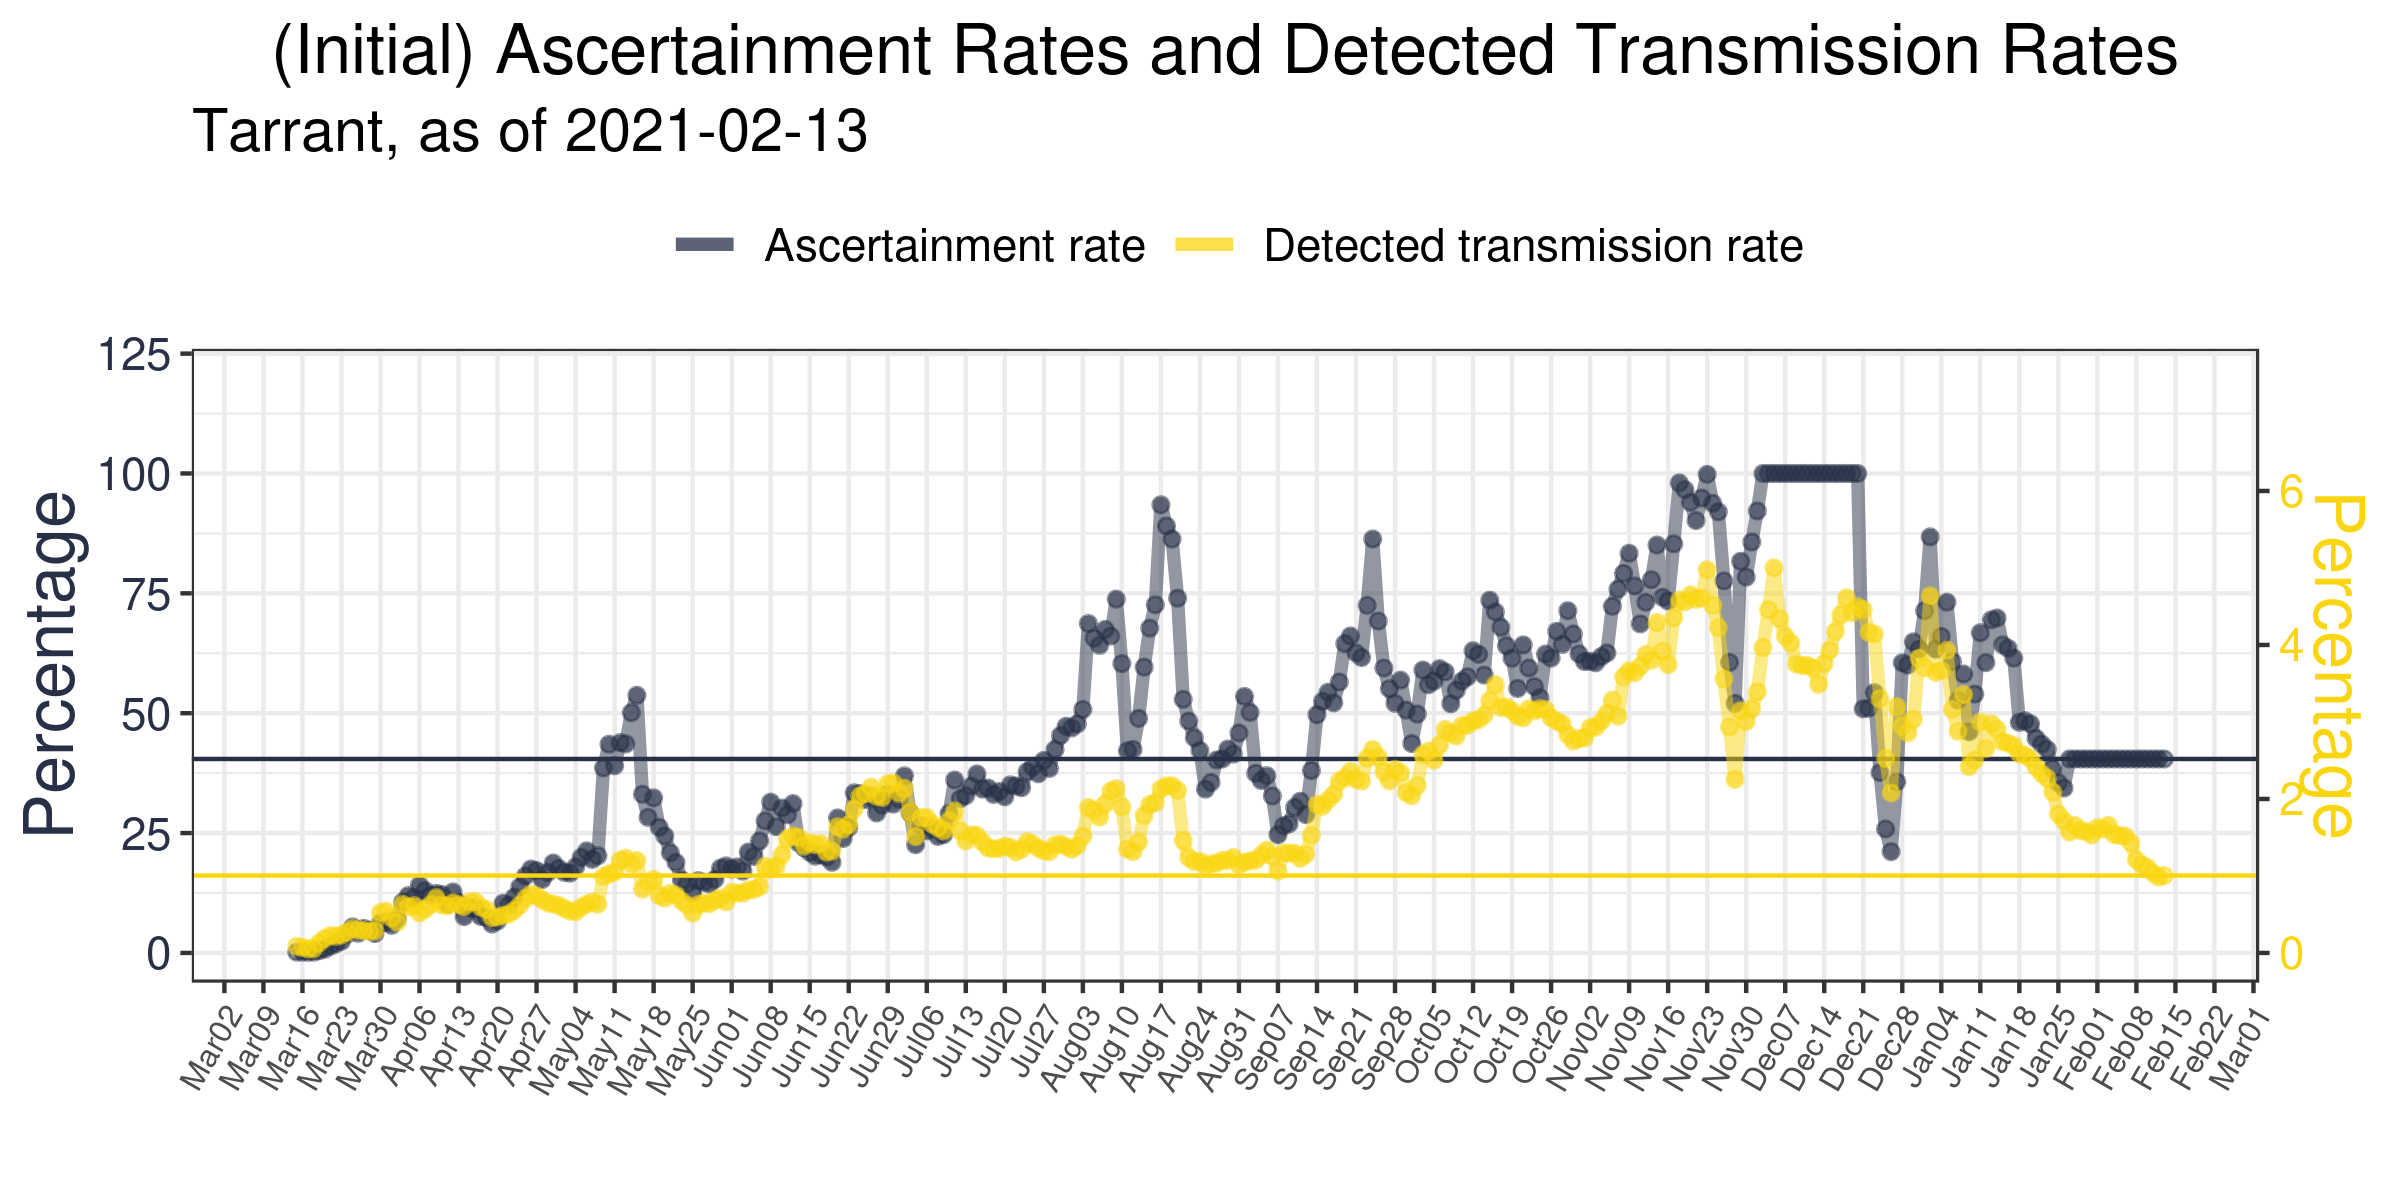 (Initial) Ascertainment Rates and Detected Transmission Rates
Tarrant, as of 2021-02-13
Ascertainment rate
Detected transmission rate
Percentage
125
100
75
50
25
0
6
4
2
0
Percentage
Mar02
Mar09
Mar16
Mar23
Mar30
Apr06
Apr13
Apr20
Apr27
May04
May11
May18
May25
Jun01
Jun08
Jun15
Jun22
Jun29
Jul06
Jul13
Jul20
Jul27
Aug03
Aug10
Aug17
Aug24
Aug31
Sep07
Sep14
Sep21
Sep28
Oct05
Oct12
Oct19
Oct26
Nov02
Nov09
Nov16
Nov23
Nov30
Dec07
Dec14
Dec21
Dec28
Jan04
Jan11
Jan18
Jan25
Feb01
Feb08
Feb15
Feb22
Mar01